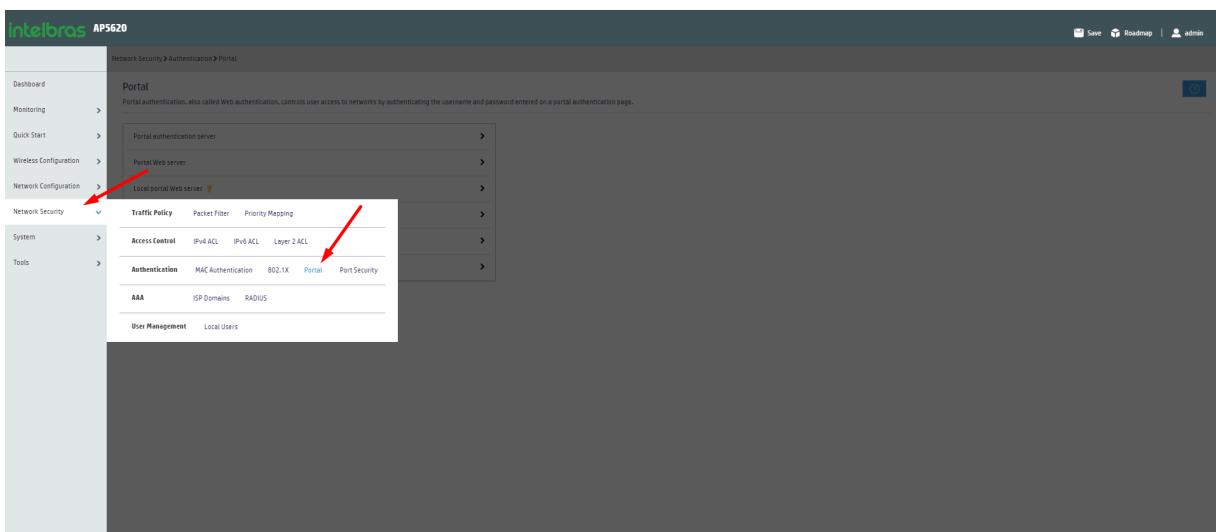 intelbras AP5620
Save Roadmap | admin
Network Security > Authentication > Portal
Dashboard
Monitoring
Quick Start
Wireless Configuration
Network Configuration
Network Security
System
Tools
Portal
Portal authentication, also called Web authentication, controls user access to networks by authenticating the username and password entered on a portal authentication page.
Portal authentication server
Portal Web server
Local portal Web server
Traffic Policy Packet Filter Priority Mapping
Access Control IPv4 ACL IPv6 ACL Layer 2 ACL
Authentication MAC Authentication 802.1X Portal Port Security
AAA ISP Domains RADIUS
User Management Local Users